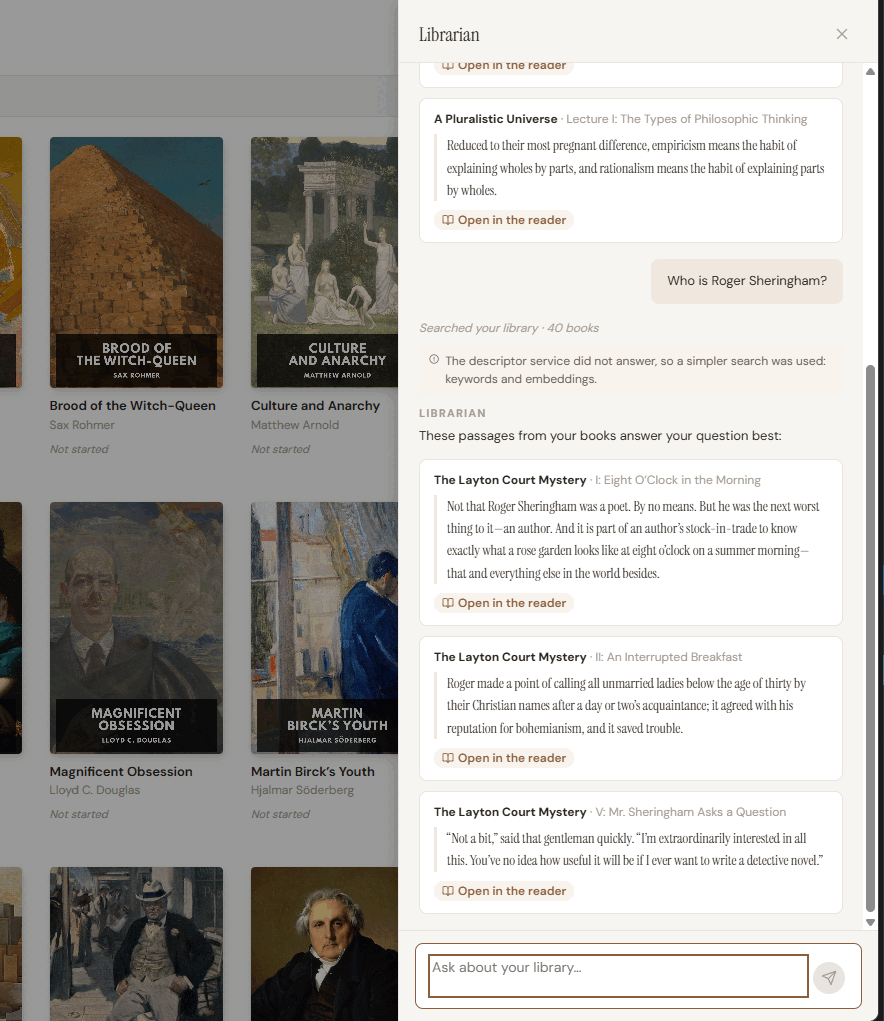 Librarian
Open in the reader
A Pluralistic Universe · Lecture I: The Types of Philosophic Thinking
Reduced to their most pregnant difference, empiricism means the habit of
explaining wholes by parts, and rationalism means the habit of explaining parts
by wholes.
Open in the reader
Who is Roger Sheringham?
Searched your library · 40 books
The descriptor service did not answer, so a simpler search was used:
keywords and embeddings.
LIBRARIAN
These passages from your books answer your question best:
The Layton Court Mystery · I: Eight O’Clock in the Morning
Not that Roger Sheringham was a poet. By no means. But he was the next worst
thing to it—an author. And it is part of an author’s stock-in-trade to know
exactly what a rose garden looks like at eight o’clock on a summer morning—
that and everything else in the world besides.
Open in the reader
The Layton Court Mystery · II: An Interrupted Breakfast
Roger made a point of calling all unmarried ladies below the age of thirty by
their Christian names after a day or two’s acquaintance; it agreed with his
reputation for bohemianism, and it saved trouble.
Open in the reader
The Layton Court Mystery · V: Mr. Sheringham Asks a Question
“Not a bit,” said that gentleman quickly. “I’m extraordinarily interested in all
this. You’ve no idea how useful it will be if I ever want to write a detective novel.”
Open in the reader
Ask about your library…
BROOD OF
THE WITCH-QUEEN
SAX ROHMER
Brood of the Witch-Queen
Sax Rohmer
Not started
CULTURE
AND ANARCHY
MATTHEW ARNOLD
Culture and Anarchy
Matthew Arnold
Not started
MAGNIFICENT
OBSESSION
LLOYD C. DOUGLAS
Magnificent Obsession
Lloyd C. Douglas
Not started
MARTIN
BIRCK’S YOUTH
HJALMAR SÖDERBERG
Martin Birck’s Youth
Hjalmar Söderberg
Not started